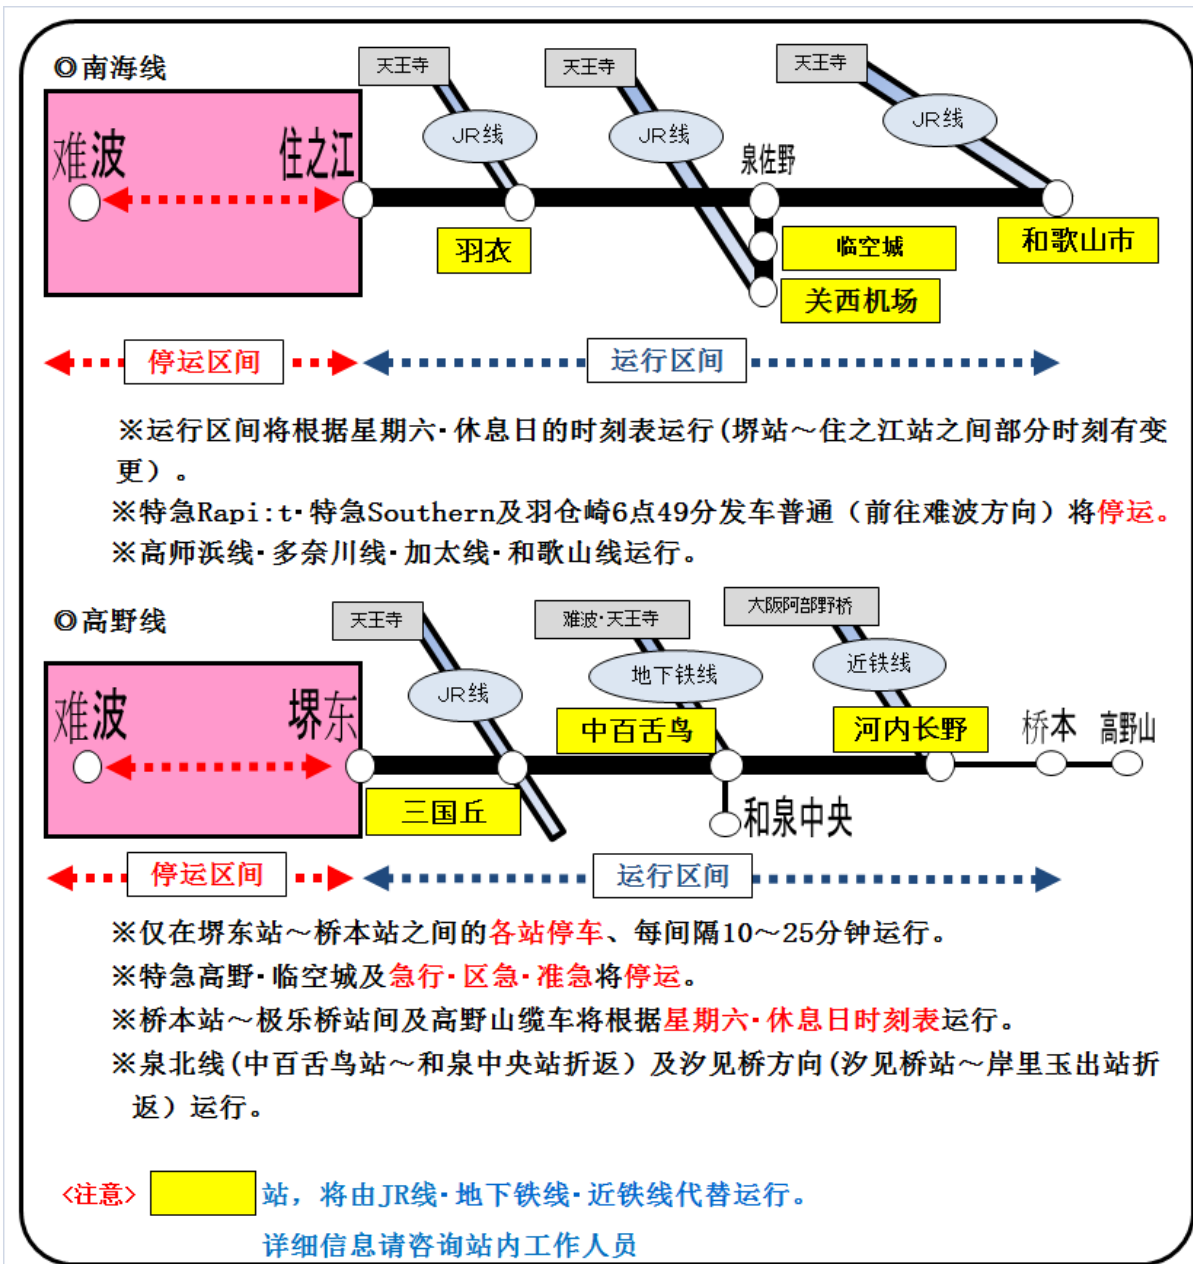 ◎南海线
天王寺
天王寺
天王寺
JR线
JR线
JR线
难波
住之江
泉佐野
羽衣
临空城
和歌山市
关西机场
停运区间
运行区间
※运行区间将根据星期六·休息日的时刻表运行(堺站～住之江站之间部分时刻有变
更）。
※特急Rapi:t·特急Southern及羽仓崎6点49分发车普通（前往难波方向）将停运。
※高师浜线·多奈川线·加太线·和歌山线运行。
◎高野线
天王寺
难波·天王寺
大阪阿部野桥
JR线
地下铁线
近铁线
难波
堺东
中百舌鸟
河内长野
桥本
高野山
三国丘
和泉中央
停运区间
运行区间
※仅在堺东站～桥本站之间的各站停车、每间隔10～25分钟运行。
※特急高野·临空城及急行·区急·准急将停运。
※桥本站～极乐桥站间及高野山缆车将根据星期六·休息日时刻表运行。
※泉北线(中百舌鸟站～和泉中央站折返）及汐见桥方向(汐见桥站～岸里玉出站折
返）运行。
<注意>
站，将由JR线·地下铁线·近铁线代替运行。
详细信息请咨询站内工作人员